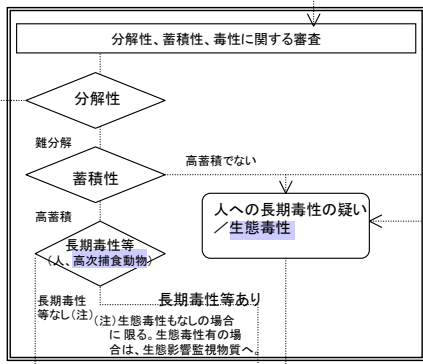 分解性、蓄積性、毒性に関する審査
分解性
難分解
高蓄積でない
蓄積性
人への長期毒性の疑い
／生態毒性
高蓄積
長期毒性等
（人、高次捕食動物）
長期毒性
等なし（注）
長期毒性等あり
（注）生態毒性もなしの場合
に限る。生態毒性有の場
合は、生態影響監視物質へ。